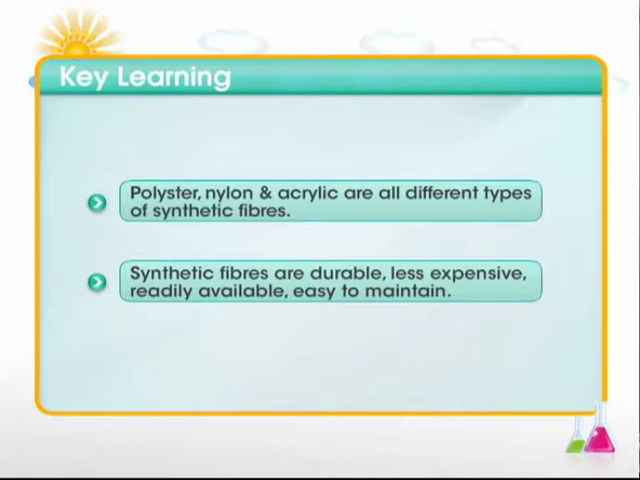 Key Learning
Polyster, nylon & acrylic are all different types
of synthetic fibres.
Synthetic fibres are durable, less expensive,
readily available, easy to maintain.